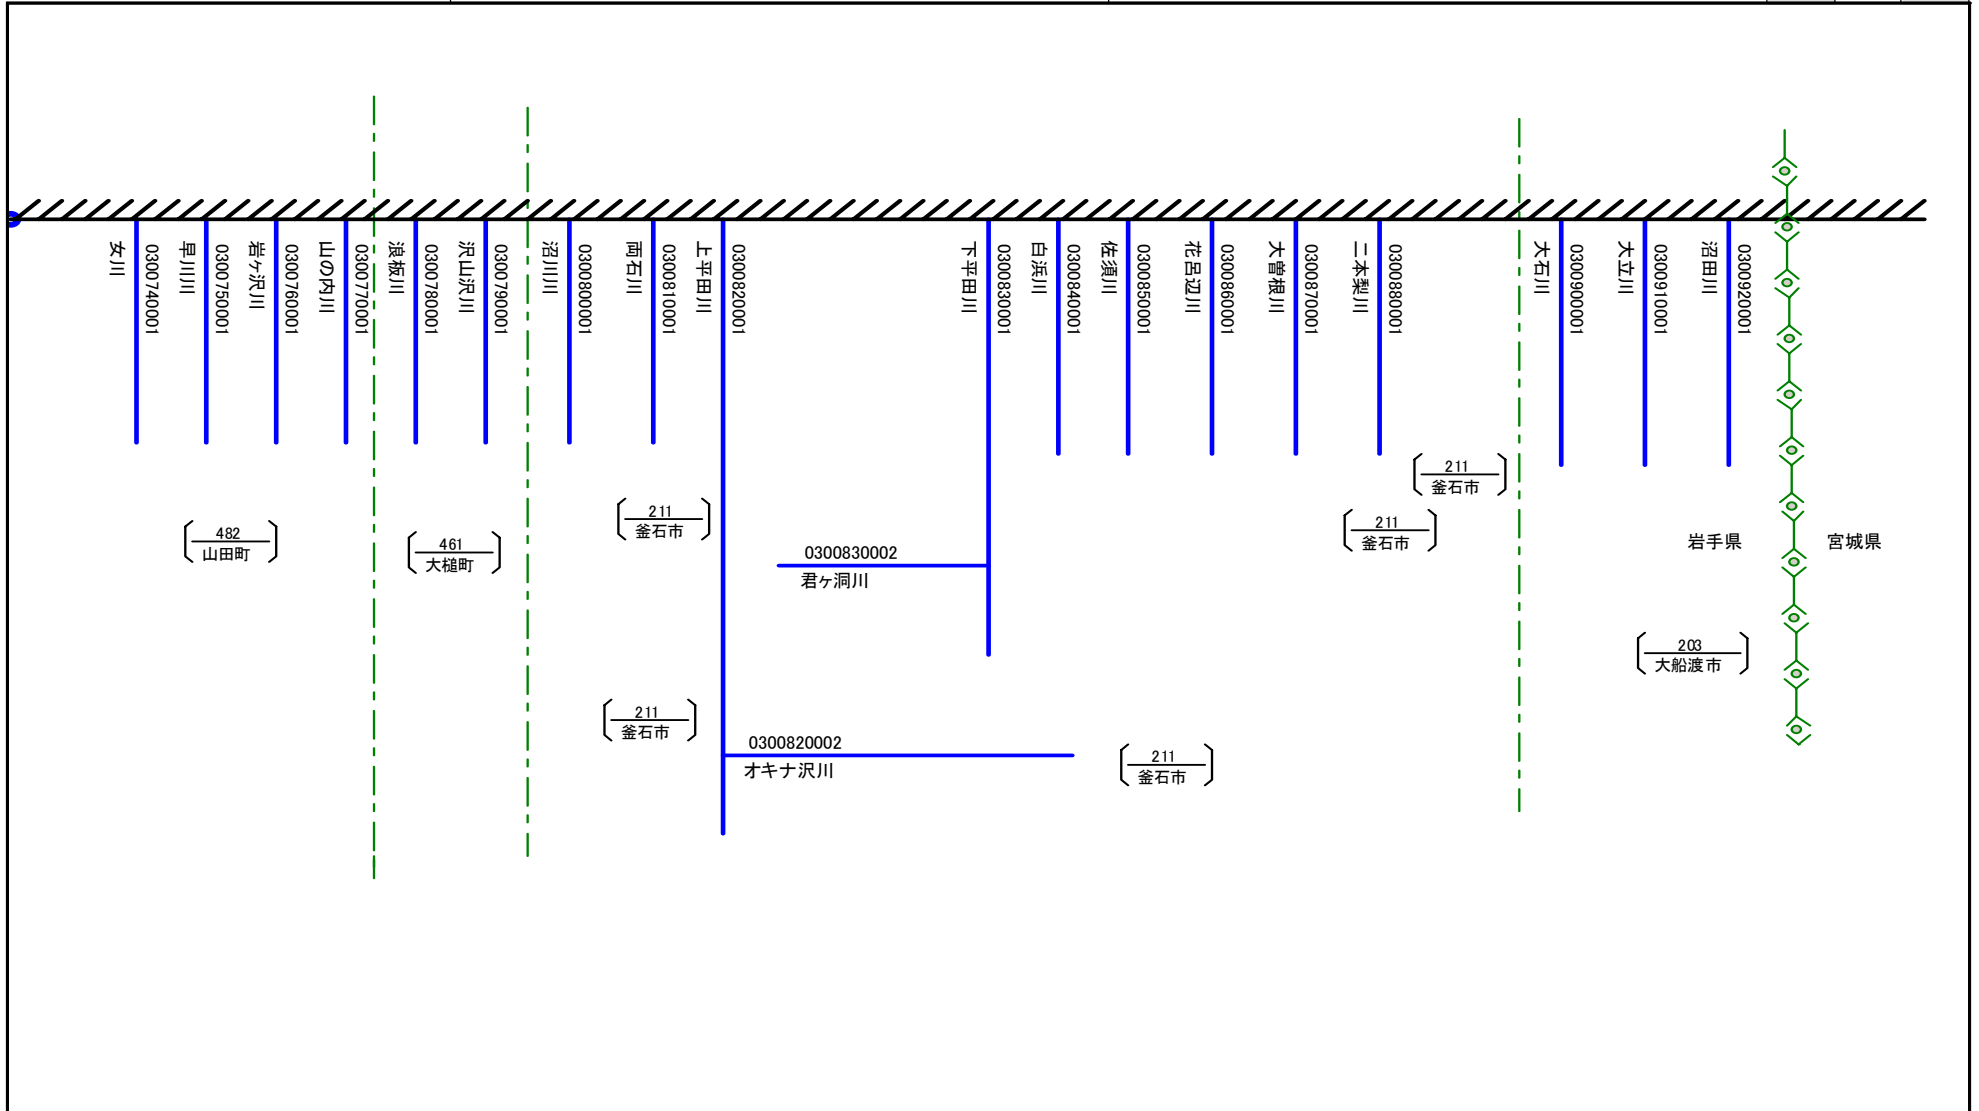 女川
0300740001
早川川
0300750001
岩ヶ沢川
0300760001
山の内川
0300770001
浪板川
0300780001
沢山沢川
0300790001
沼川川
0300800001
両石川
0300810001
上平田川
0300820001
下平田川
0300830001
白浜川
0300840001
佐須川
0300850001
花呂辺川
0300860001
大曽根川
0300870001
二本梨川
0300880001
大石川
0300900001
大立川
0300910001
沼田川
0300920001
482
山田町
461
大槌町
211
釜石市
0300830002
君ヶ洞川
211
釜石市
211
釜石市
岩手県
宮城県
203
大船渡市
211
釜石市
0300820002
オキナ沢川
211
釜石市